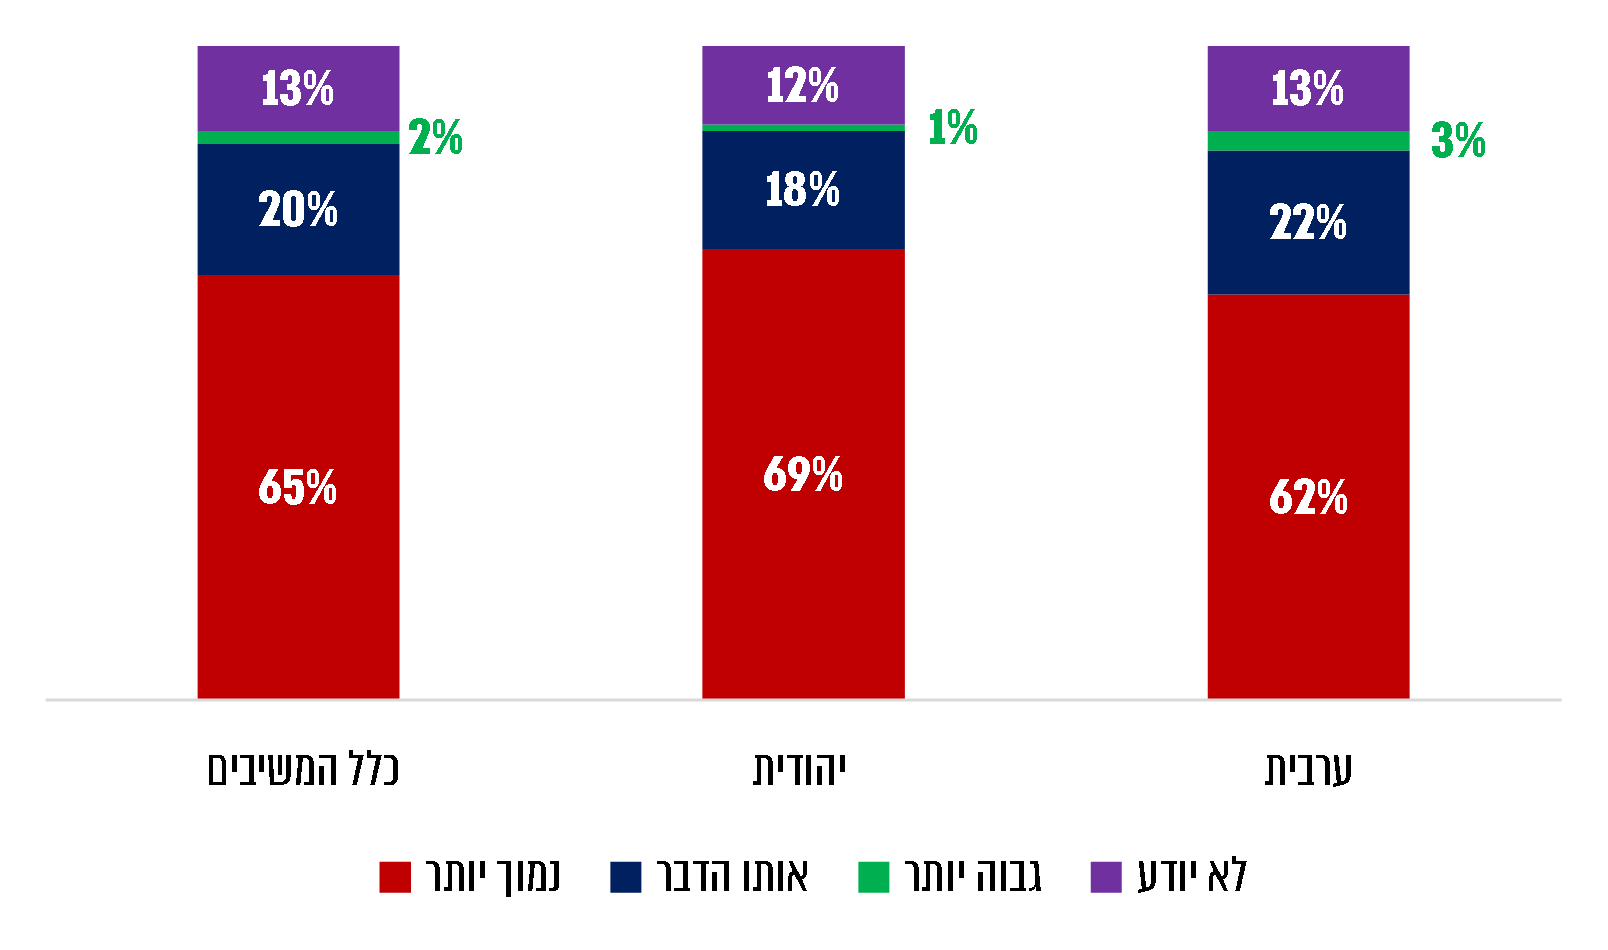 13%
2%
20%
65%
12%
1%
18%
69%
13%
3%
22%
62%
כלל המשיבים
יהודית
ערבית
נמוך יותר
אותו הדבר
גבוה יותר
לא יודע